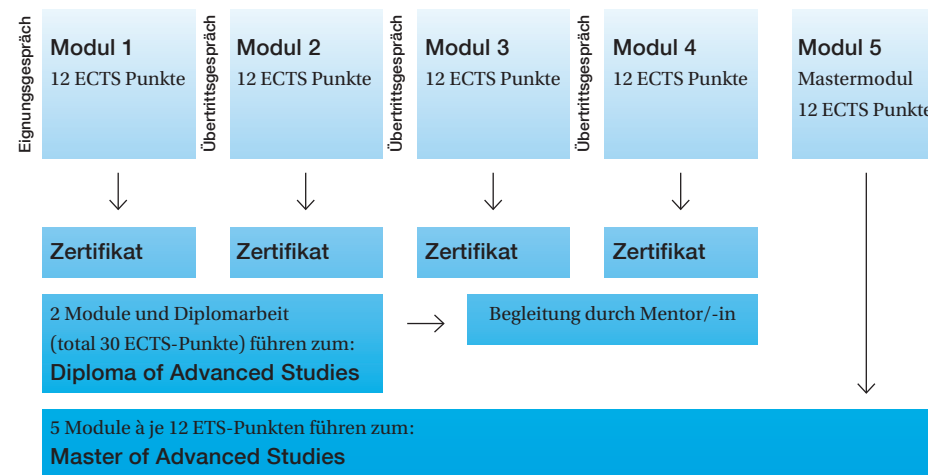 Eignungsgespräch
Modul 1
12 ECTS Punkte
Übertrittsgespräch
Modul 2
12 ECTS Punkte
Übertrittsgespräch
Modul 3
12 ECTS Punkte
Übertrittsgespräch
Modul 4
12 ECTS Punkte
Modul 5
Mastermodul
12 ECTS Punkte
Zertifikat
Zertifikat
Zertifikat
Zertifikat
2 Module und Diplomarbeit
(total 30 ECTS-Punkte) führen zum:
Diploma of Advanced Studies
Begleitung durch Mentor/-in
5 Module à je 12 ETS-Punkten führen zum:
Master of Advanced Studies